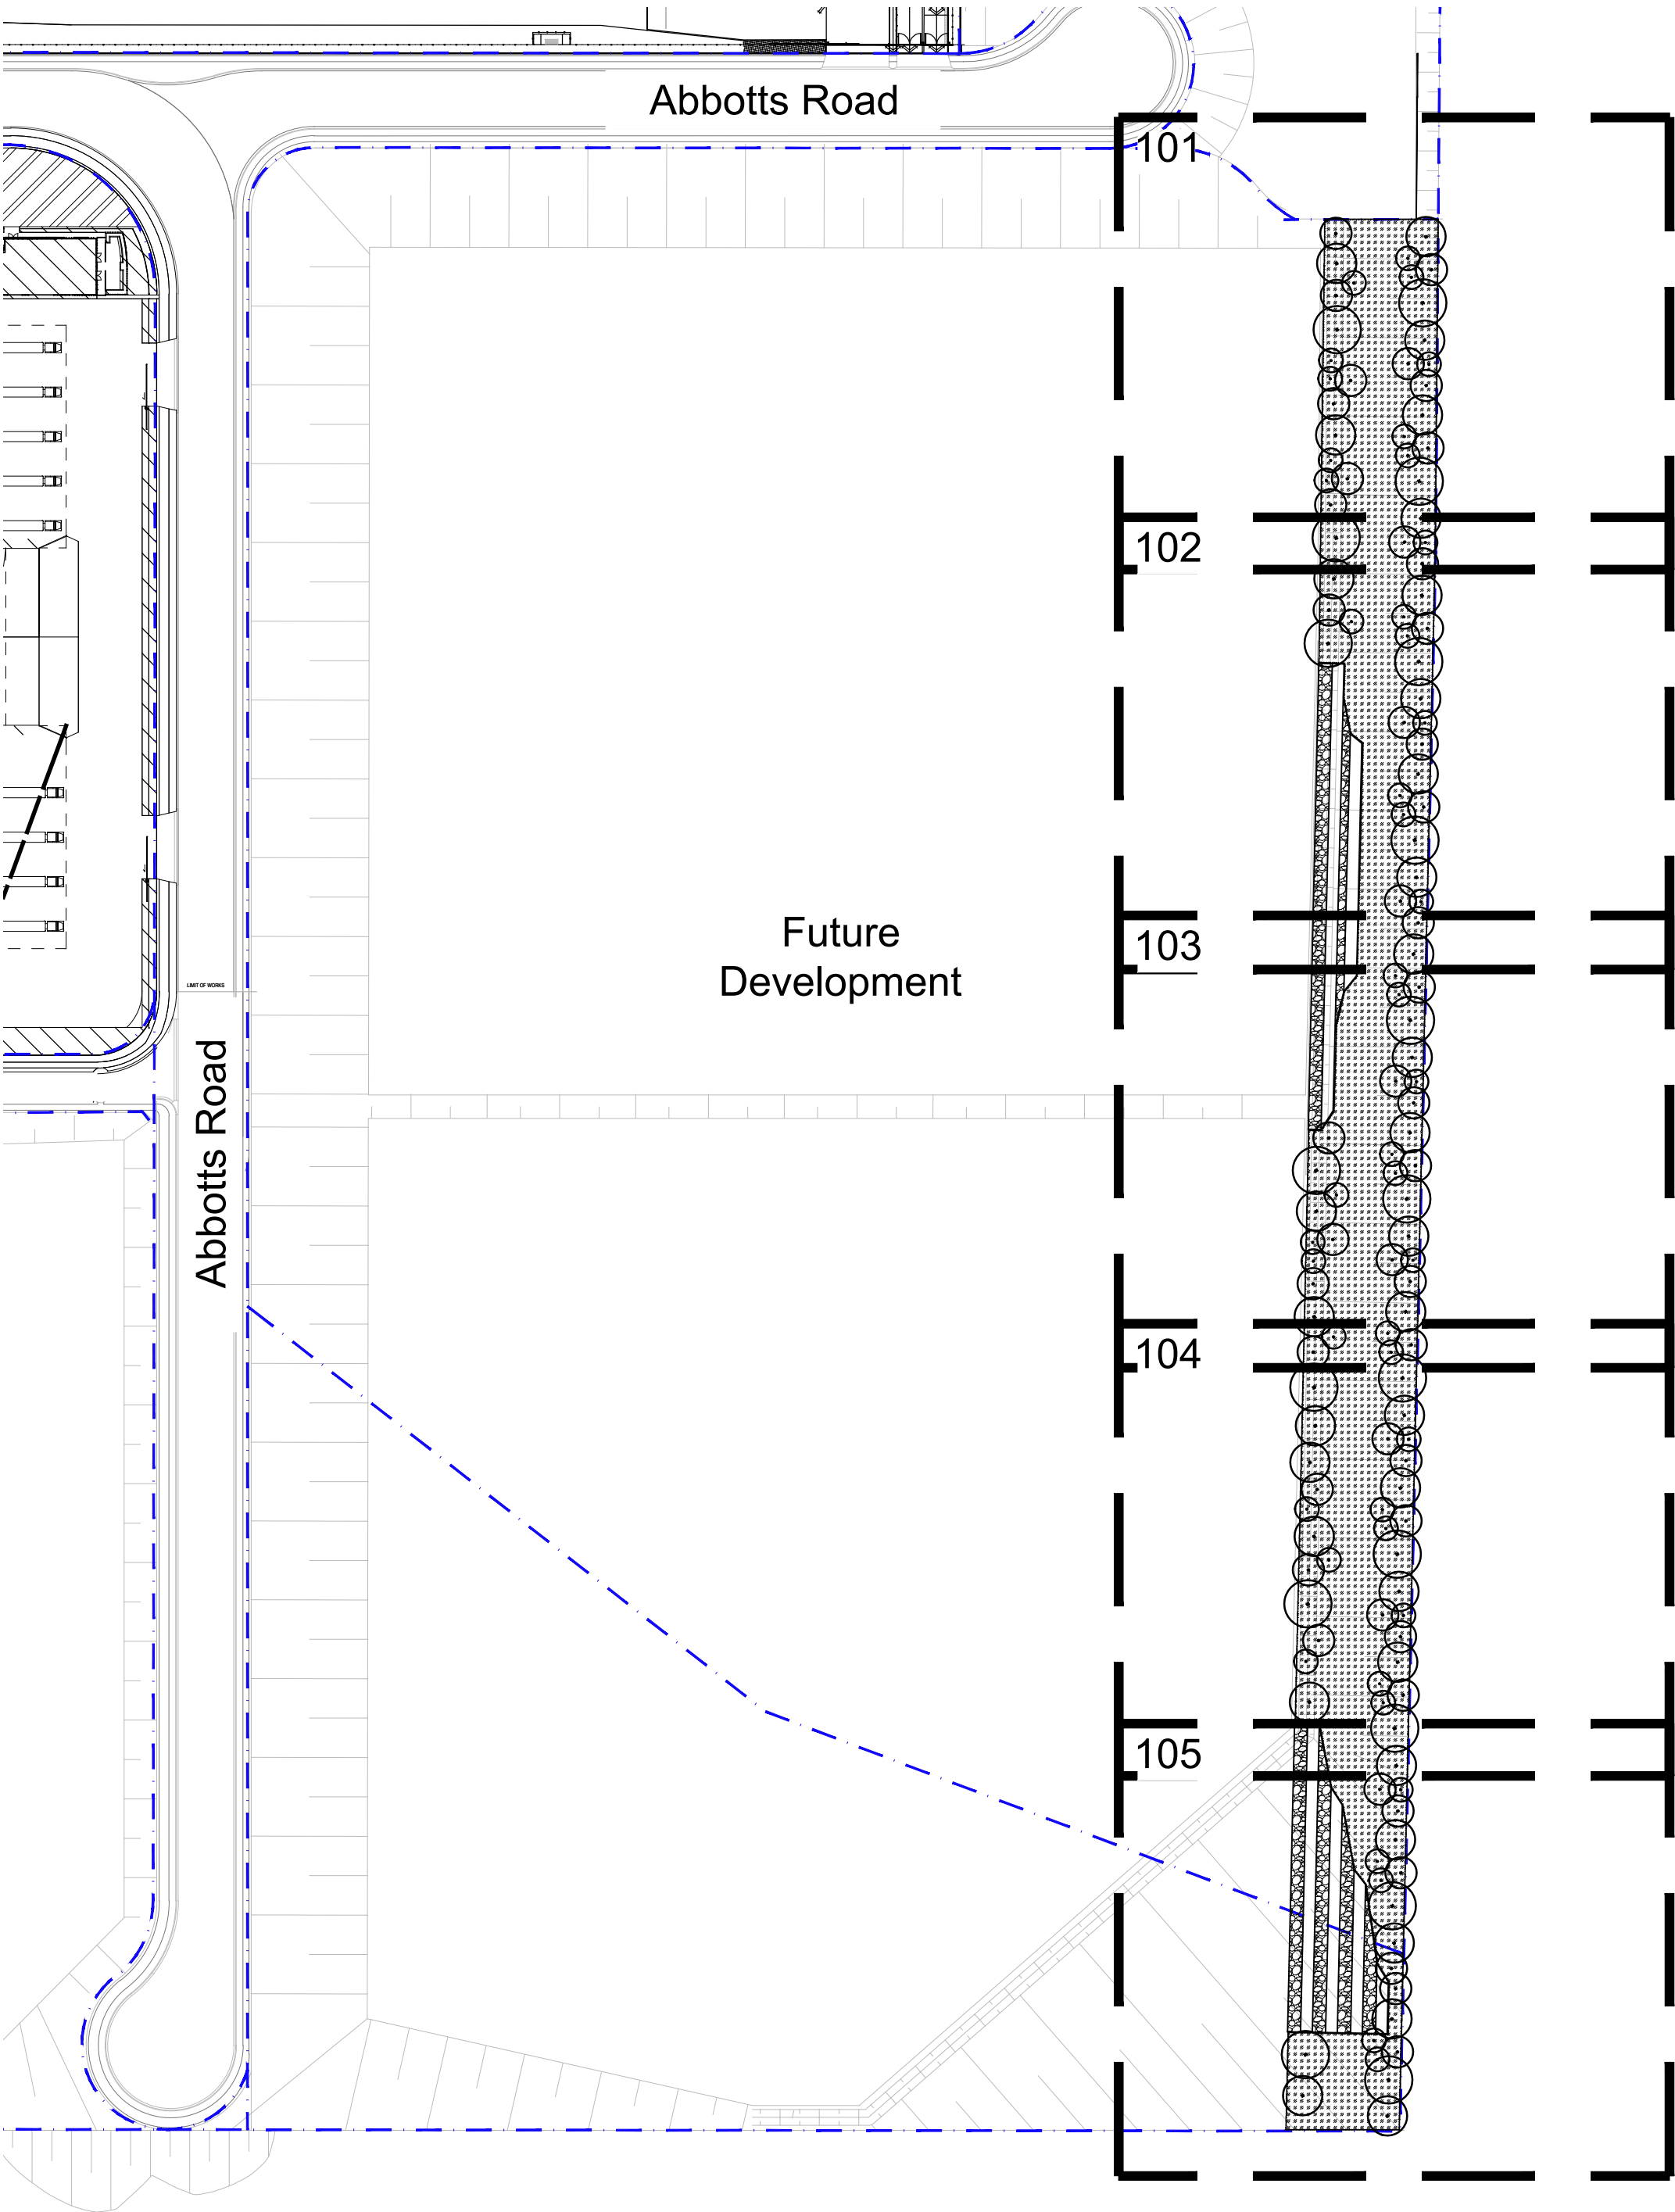 Abbotts Road
101
102
Future
Development
103
LIMIT OF WORKS
Abbotts Road
104
105